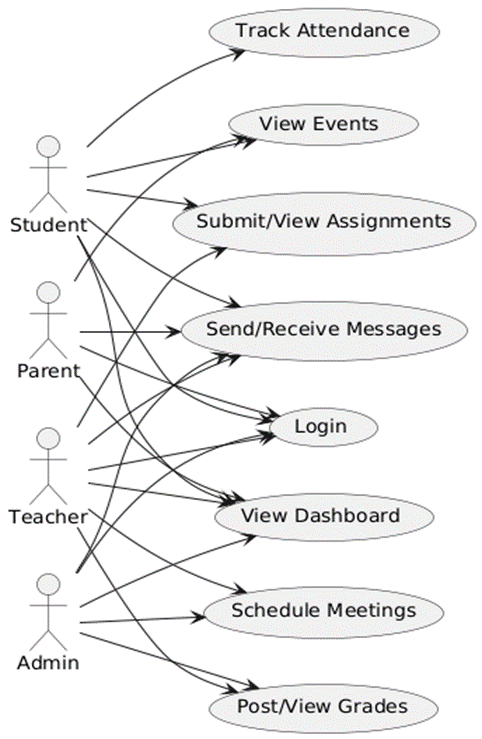 Track Attendance
View Events
Student
Submit/View Assignments
Parent
Send/Receive Messages
Login
Teacher
View Dashboard
Schedule Meetings
Admin
Post/View Grades